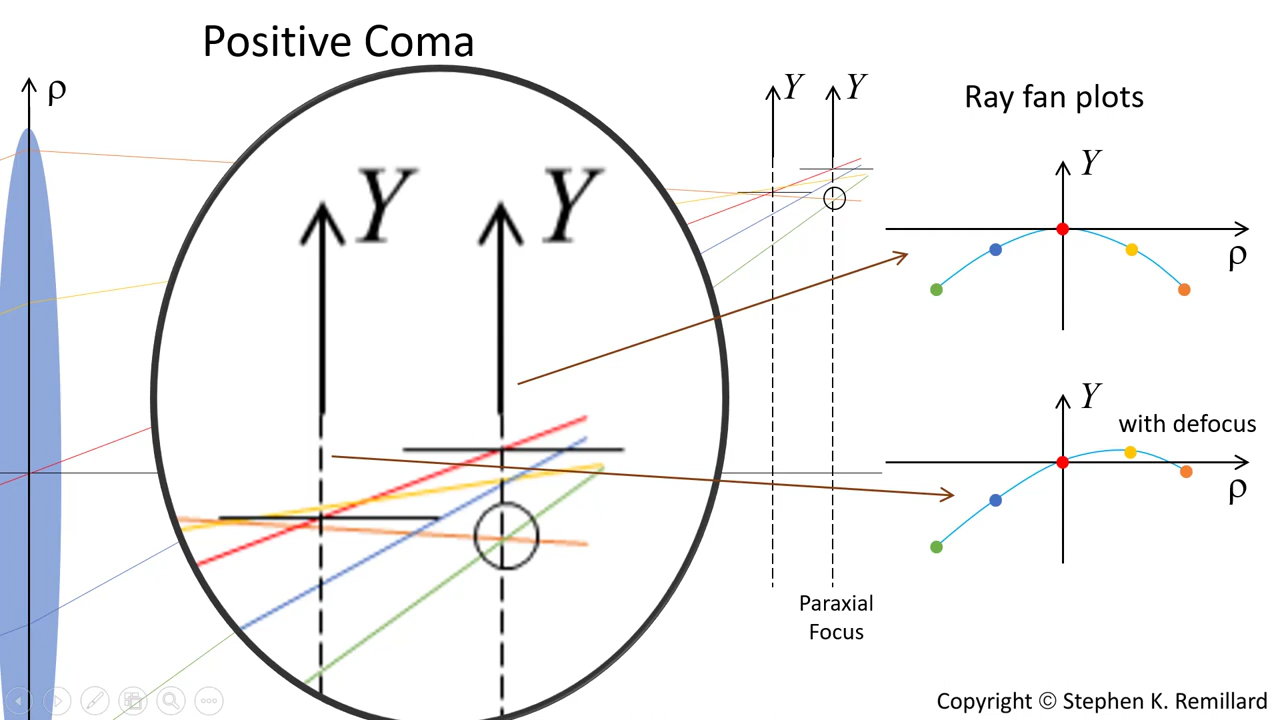 Positive Coma
ρ
Y
Y
Y
Y
Ray fan plots
Y
ρ
Y
with defocus
ρ
Paraxial
Focus
Copyright © Stephen K. Remillard